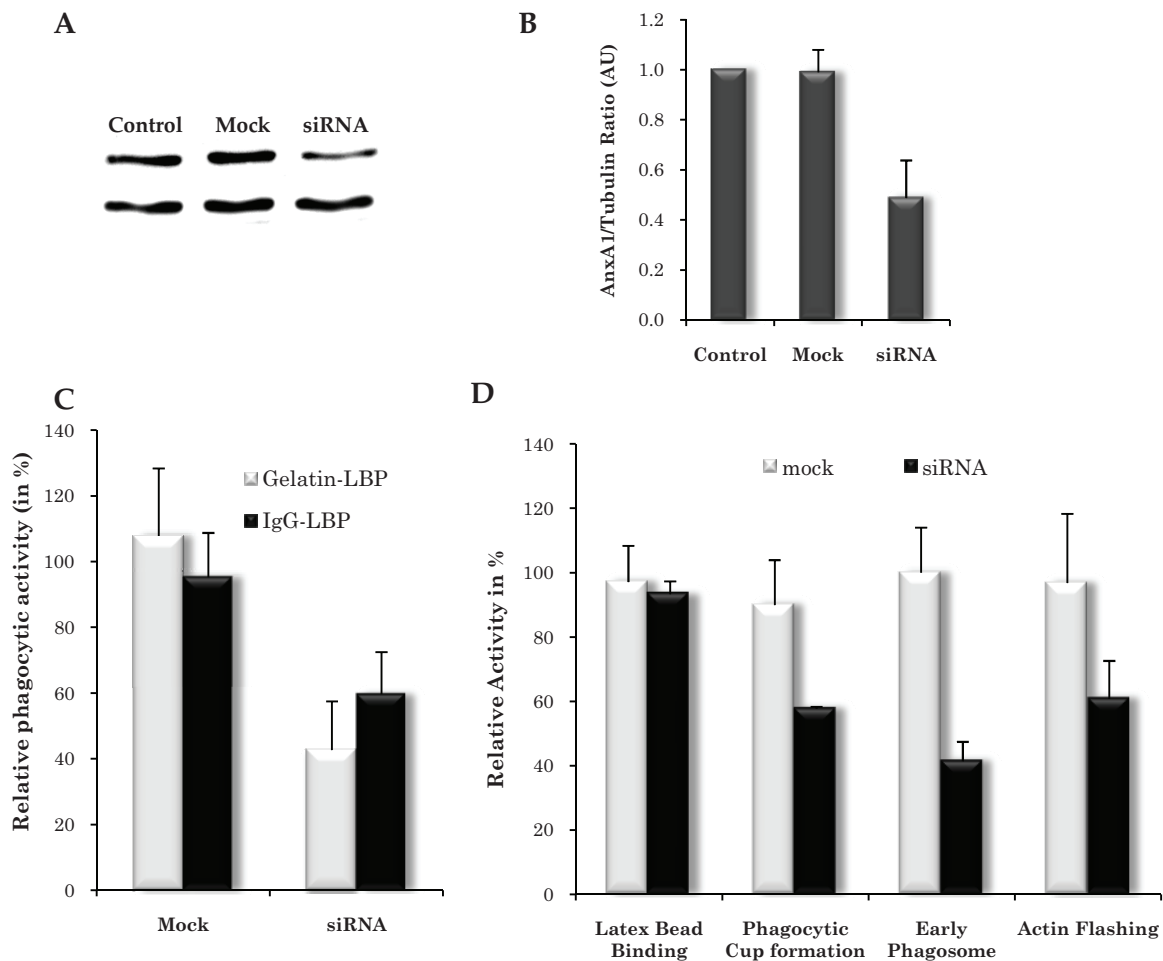 A
Control Mock siRNA
B
AnxA1/Tubulin Ratio (AU)
1.2
1.0
0.8
0.6
0.4
0.2
0.0
Control Mock siRNA
C
Relative phagocytic activity (in %)
140
120
100
80
60
40
20
0
Gelatin-LBP
IgG-LBP
Mock siRNA
D
Relative Activity in %
140
120
100
80
60
40
20
0
mock siRNA
Latex Bead
Binding
Phagocytic
Cup formation
Early
Phagosome
Actin Flashing